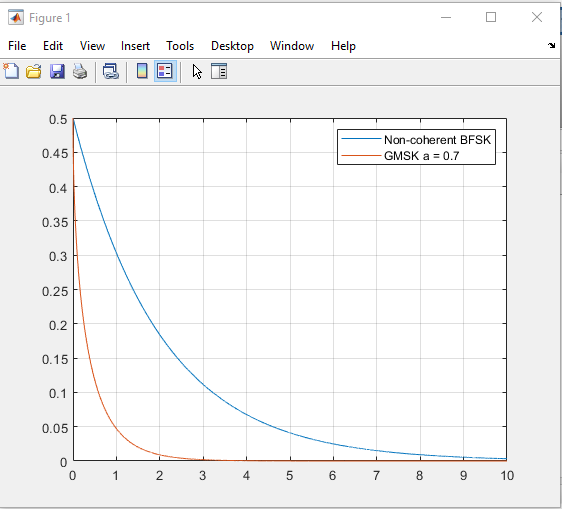 Figure 1
File Edit View Insert Tools Desktop Window Help
0.5
0.45
0.4
0.35
0.3
0.25
0.2
0.15
0.1
0.05
0
Non-coherent BFSK
GMSK a = 0.7
0 1 2 3 4 5 6 7 8 9 10